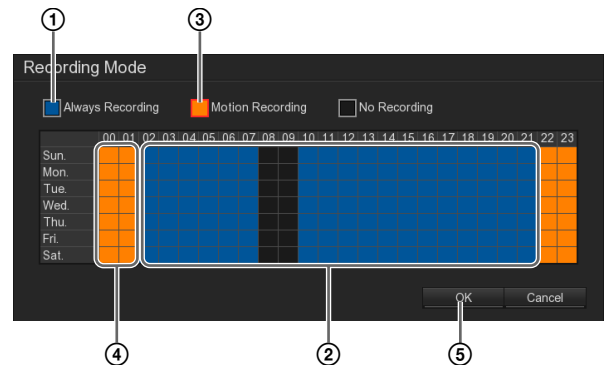 ① ③
Recording Mode
Always Recording Motion Recording No Recording
00 01 02 03 04 05 06 07 08 09 10 11 12 13 14 15 16 17 18 19 20 21 22 23
Sun.
Mon.
Tue.
Wed.
Thu.
Fri.
Sat.
OK Cancel
④ ② ⑤